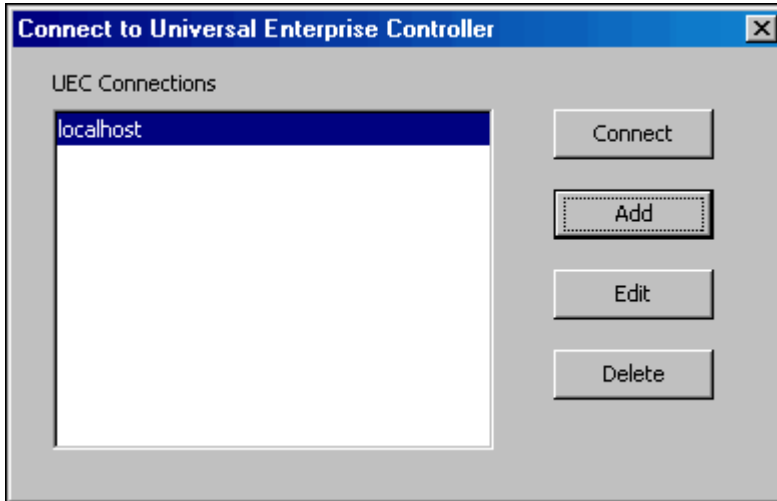 Connect to Universal Enterprise Controller
UEC Connections
localhost
Connect
Add
Edit
Delete